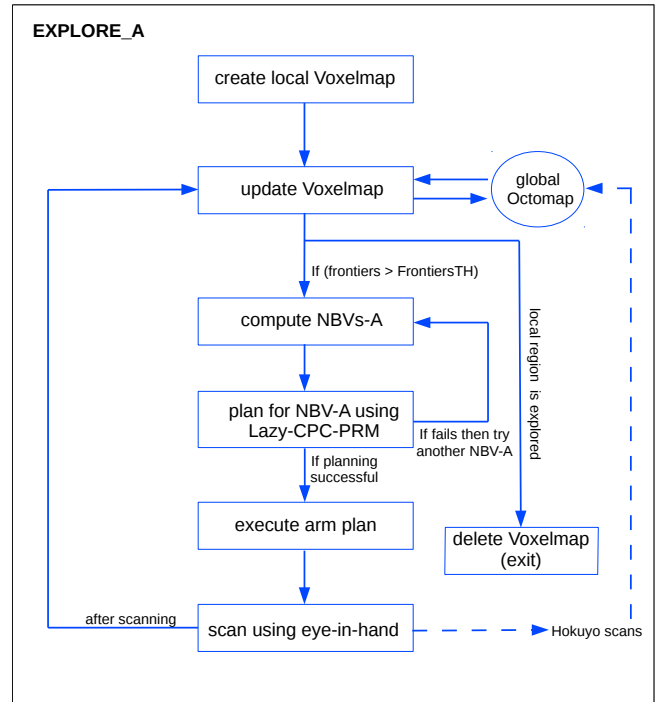 EXPLORE_A
create local Voxelmap
update Voxelmap
global
Octomap
If (frontiers > FrontiersTH)
local region is explored
compute NBVs-A
plan for NBV-A using
Lazy-CPC-PRM
If fails then try
another NBV-A
If planning
successful
execute arm plan
delete Voxelmap
(exit)
after scanning
scan using eye-in-hand
Hokuyo scans